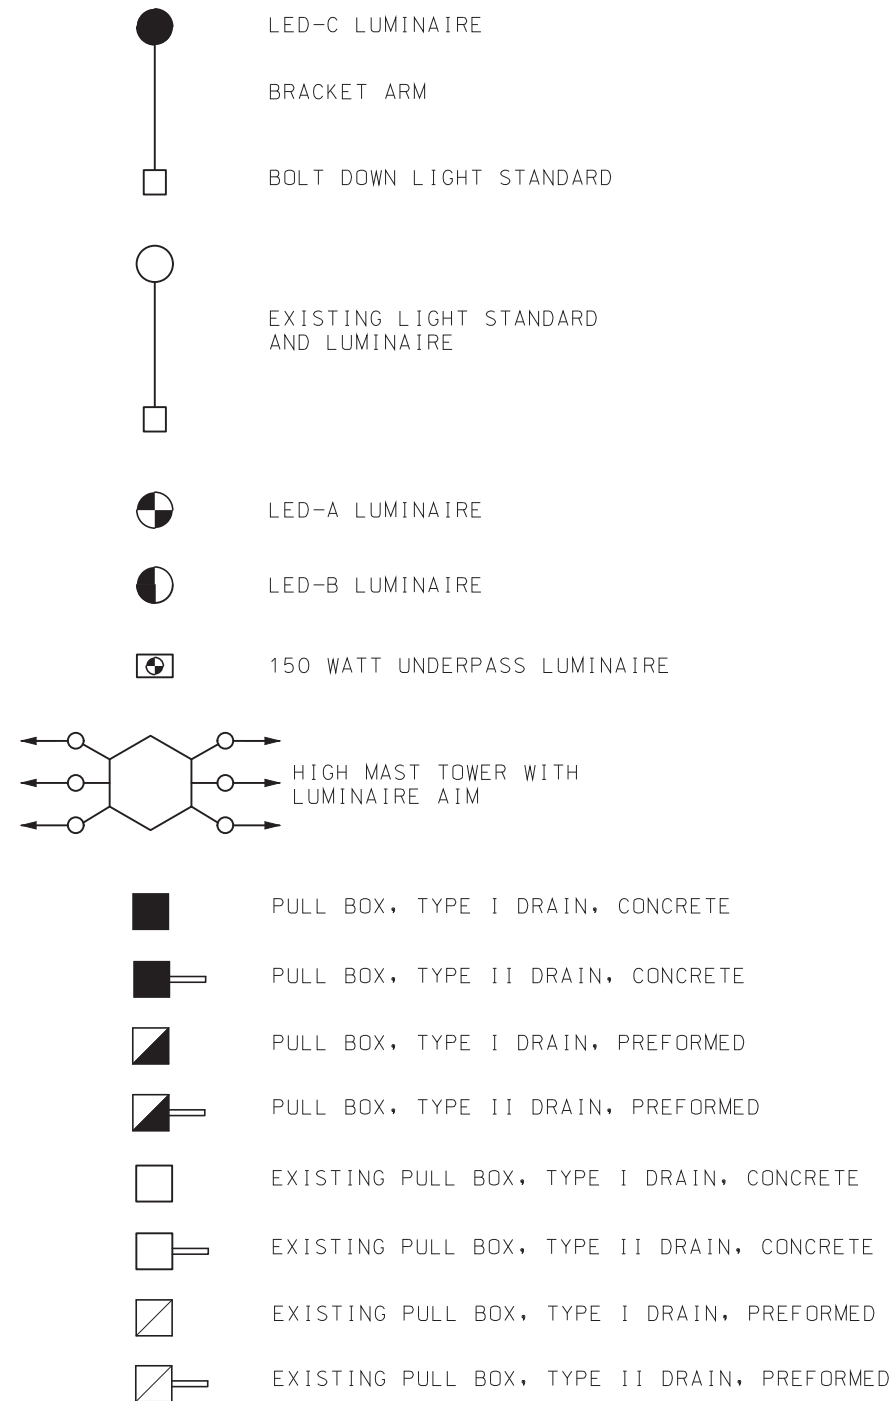 LED-C LUMINAIRE
BRACKET ARM
BOLT DOWN LIGHT STANDARD
EXISTING LIGHT STANDARD
AND LUMINAIRE
LED-A LUMINAIRE
LED-B LUMINAIRE
150 WATT UNDERPASS LUMINAIRE
HIGH MAST TOWER WITH
LUMINAIRE AIM
PULL BOX, TYPE I DRAIN, CONCRETE
PULL BOX, TYPE II DRAIN, CONCRETE
PULL BOX, TYPE I DRAIN, PREFORMED
PULL BOX, TYPE II DRAIN, PREFORMED
EXISTING PULL BOX, TYPE I DRAIN, CONCRETE
EXISTING PULL BOX, TYPE II DRAIN, CONCRETE
EXISTING PULL BOX, TYPE I DRAIN, PREFORMED
EXISTING PULL BOX, TYPE II DRAIN, PREFORMED